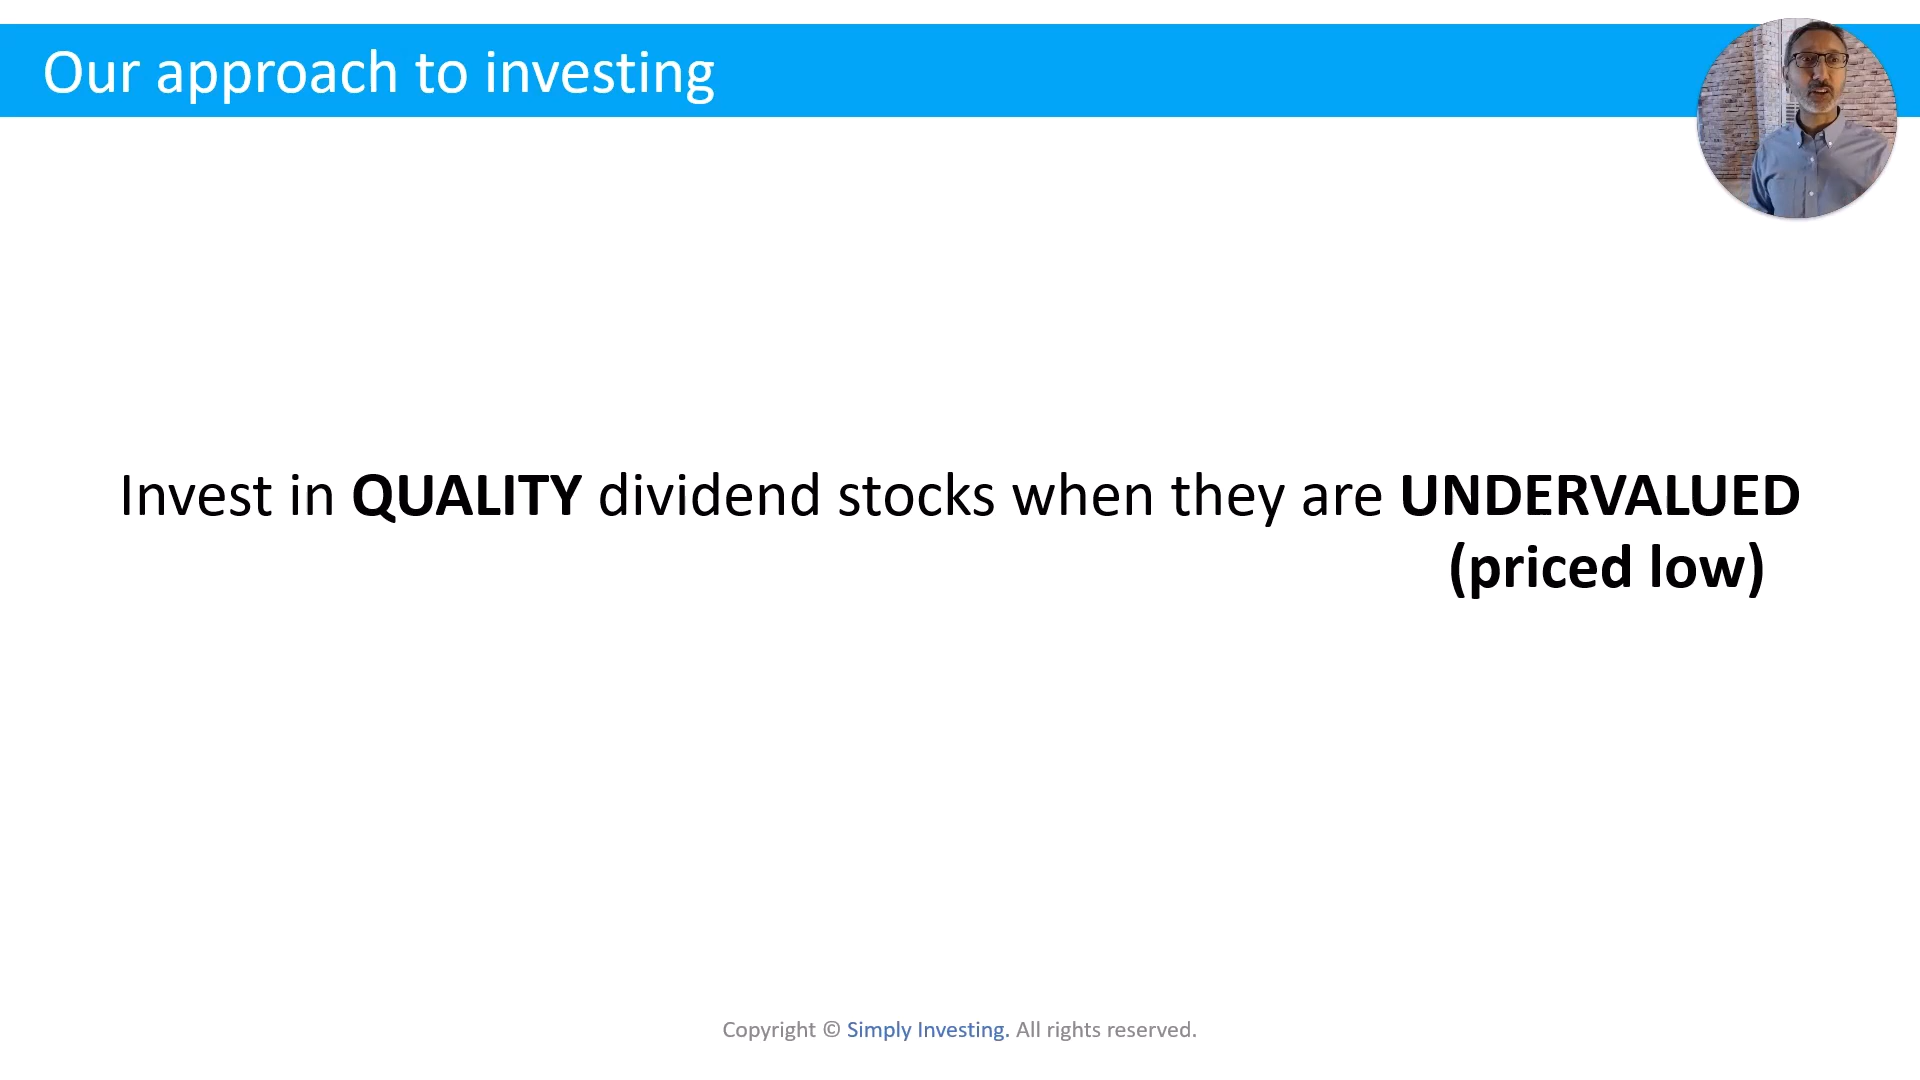 Our approach to investing
Invest in QUALITY dividend stocks when they are UNDERVALUED
(priced low)
Copyright © Simply Investing. All rights reserved.